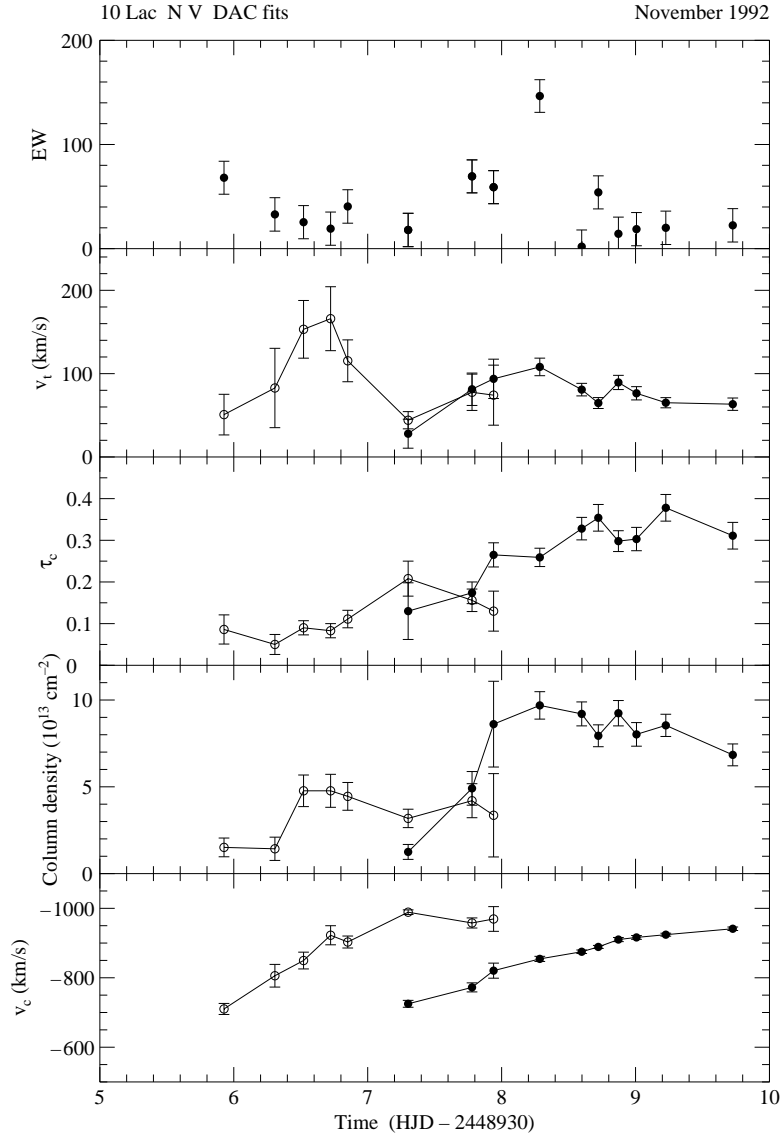 10 Lac N V DAC fits
November 1992
200
100
0
EW
200
100
0
v_t (km/s)
0.4
0.3
0.2
0.1
0
τ_c
10
5
0
Column density (10^13 cm^−2)
−1000
−800
−600
v_c (km/s)
5 6 7 8 9 10
Time (HJD – 2448930)